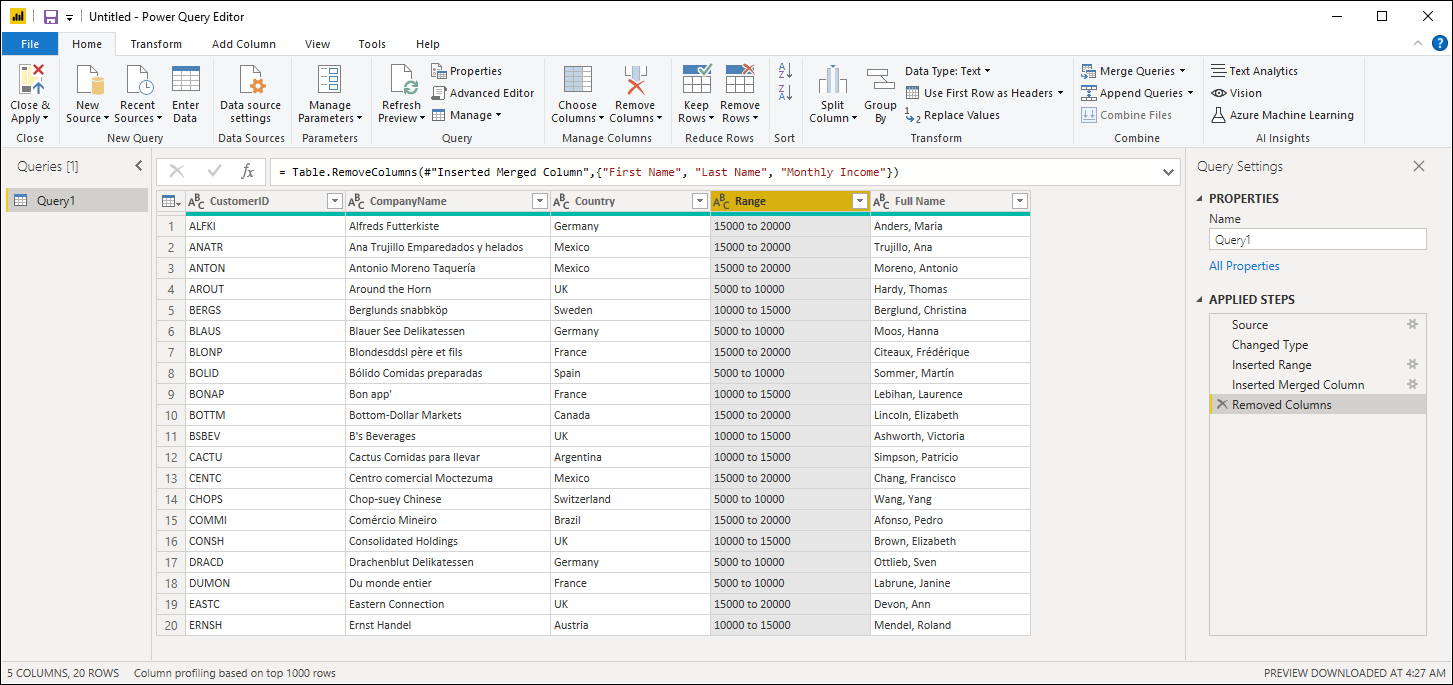 Untitled - Power Query Editor
File Home Transform Add Column View Tools Help
Close & Apply
New Source
Recent Sources
Enter Data
Data source settings
Manage Parameters
Refresh Preview
Properties
Advanced Editor
Manage
Choose Columns
Remove Columns
Keep Rows
Remove Rows
Split Column
Group By
Data Type: Text
Use First Row as Headers
Replace Values
Merge Queries
Append Queries
Combine Files
Text Analytics
Vision
Azure Machine Learning
Close New Query Data Sources Parameters Query Manage Columns Reduce Rows Sort Transform Combine AI Insights
Queries [1]
Query1
fx = Table.RemoveColumns(#"Inserted Merged Column",{"First Name", "Last Name", "Monthly Income"})
CustomerID CompanyName Country Range Full Name
1 ALFKI Alfreds Futterkiste Germany 15000 to 20000 Anders, Maria
2 ANATR Ana Trujillo Emparedados y helados Mexico 15000 to 20000 Trujillo, Ana
3 ANTON Antonio Moreno Taquería Mexico 15000 to 20000 Moreno, Antonio
4 AROUT Around the Horn UK 5000 to 10000 Hardy, Thomas
5 BERGS Berglunds snabbköp Sweden 10000 to 15000 Berglund, Christina
6 BLAUS Blauer See Delikatessen Germany 5000 to 10000 Moos, Hanna
7 BLONP Blondesddsl père et fils France 15000 to 20000 Citeaux, Frédérique
8 BOLID Bólido Comidas preparadas Spain 5000 to 10000 Sommer, Martín
9 BONAP Bon app' France 10000 to 15000 Lebihan, Laurence
10 BOTTM Bottom-Dollar Markets Canada 15000 to 20000 Lincoln, Elizabeth
11 BSBEV B's Beverages UK 10000 to 15000 Ashworth, Victoria
12 CACTU Cactus Comidas para llevar Argentina 10000 to 15000 Simpson, Patricio
13 CENTC Centro comercial Moctezuma Mexico 15000 to 20000 Chang, Francisco
14 CHOPS Chop-suey Chinese Switzerland 5000 to 10000 Wang, Yang
15 COMMI Comércio Mineiro Brazil 15000 to 20000 Afonso, Pedro
16 CONSH Consolidated Holdings UK 10000 to 15000 Brown, Elizabeth
17 DRACD Drachenblut Delikatessen Germany 5000 to 10000 Ottlieb, Sven
18 DUMON Du monde entier France 5000 to 10000 Labrune, Janine
19 EASTC Eastern Connection UK 15000 to 20000 Devon, Ann
20 ERNSH Ernst Handel Austria 10000 to 15000 Mendel, Roland
Query Settings
PROPERTIES
Name
Query1
All Properties
APPLIED STEPS
Source
Changed Type
Inserted Range
Inserted Merged Column
Removed Columns
5 COLUMNS, 20 ROWS Column profiling based on top 1000 rows PREVIEW DOWNLOADED AT 4:27 AM